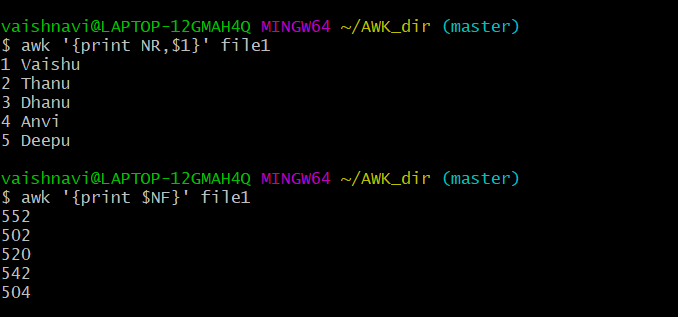 vaishnavi@LAPTOP-12GMAH4Q MINGW64 ~/AWK_dir (master)
$ awk '{print NR,$1}' file1
1 Vaishu
2 Thanu
3 Dhanu
4 Anvi
5 Deepu
vaishnavi@LAPTOP-12GMAH4Q MINGW64 ~/AWK_dir (master)
$ awk '{print $NF}' file1
552
502
520
542
504